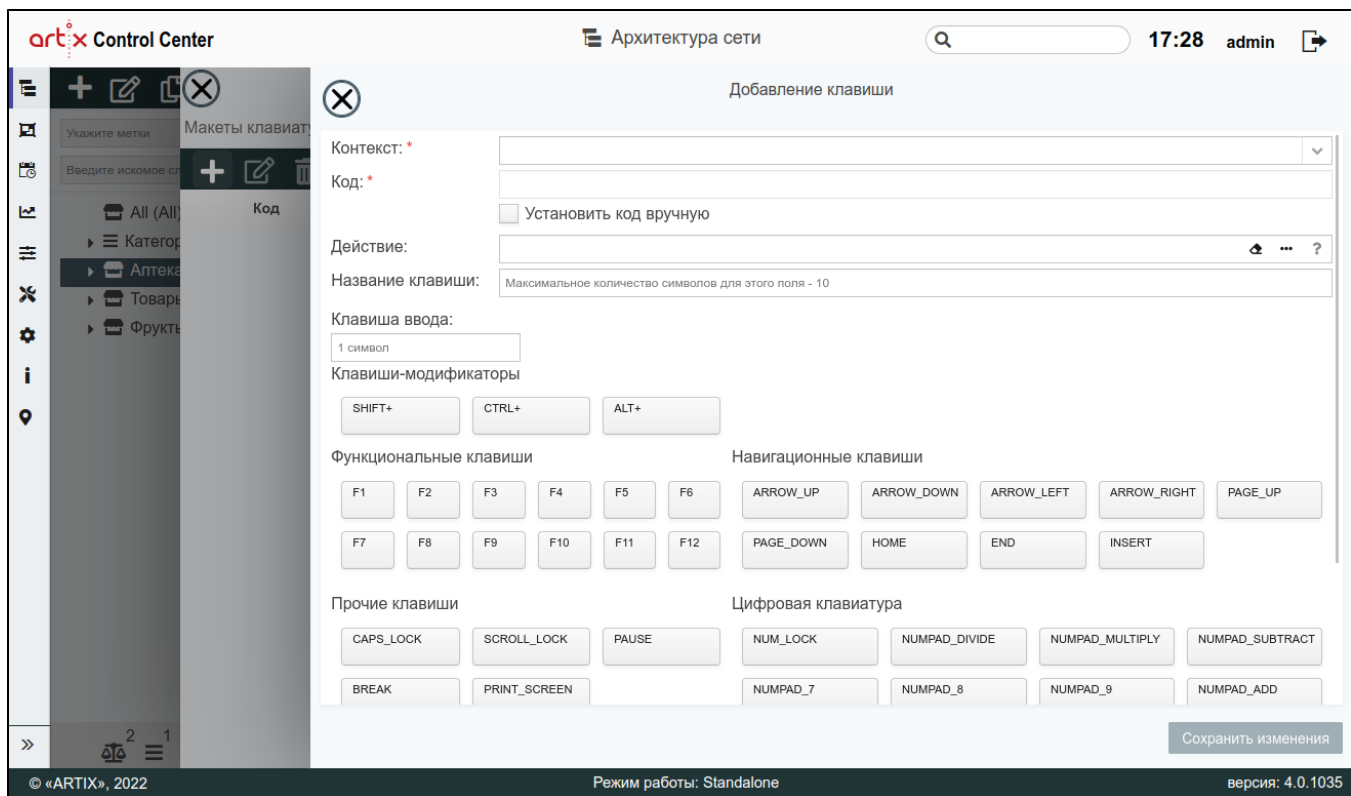 artix Control Center
Архитектура сети
17:28 admin
Добавление клавиши
Укажите метки
Макеты клавиат
Введите искомое сл
Код
All (All)
Категор
Аптека
Товары
Фрукты
Контекст: *
Код: *
Установить код вручную
Действие:
?
Название клавиши:
Максимальное количество символов для этого поля - 10
Клавиша ввода:
1 символ
Клавиши-модификаторы
SHIFT+ CTRL+ ALT+
Функциональные клавиши
F1 F2 F3 F4 F5 F6
F7 F8 F9 F10 F11 F12
Навигационные клавиши
ARROW_UP ARROW_DOWN ARROW_LEFT ARROW_RIGHT PAGE_UP
PAGE_DOWN HOME END INSERT
Прочие клавиши
CAPS_LOCK SCROLL_LOCK PAUSE
BREAK PRINT_SCREEN
Цифровая клавиатура
NUM_LOCK NUMPAD_DIVIDE NUMPAD_MULTIPLY NUMPAD_SUBTRACT
NUMPAD_7 NUMPAD_8 NUMPAD_9 NUMPAD_ADD
2 1
Сохранить изменения
© «ARTIX», 2022
Режим работы: Standalone
версия: 4.0.1035